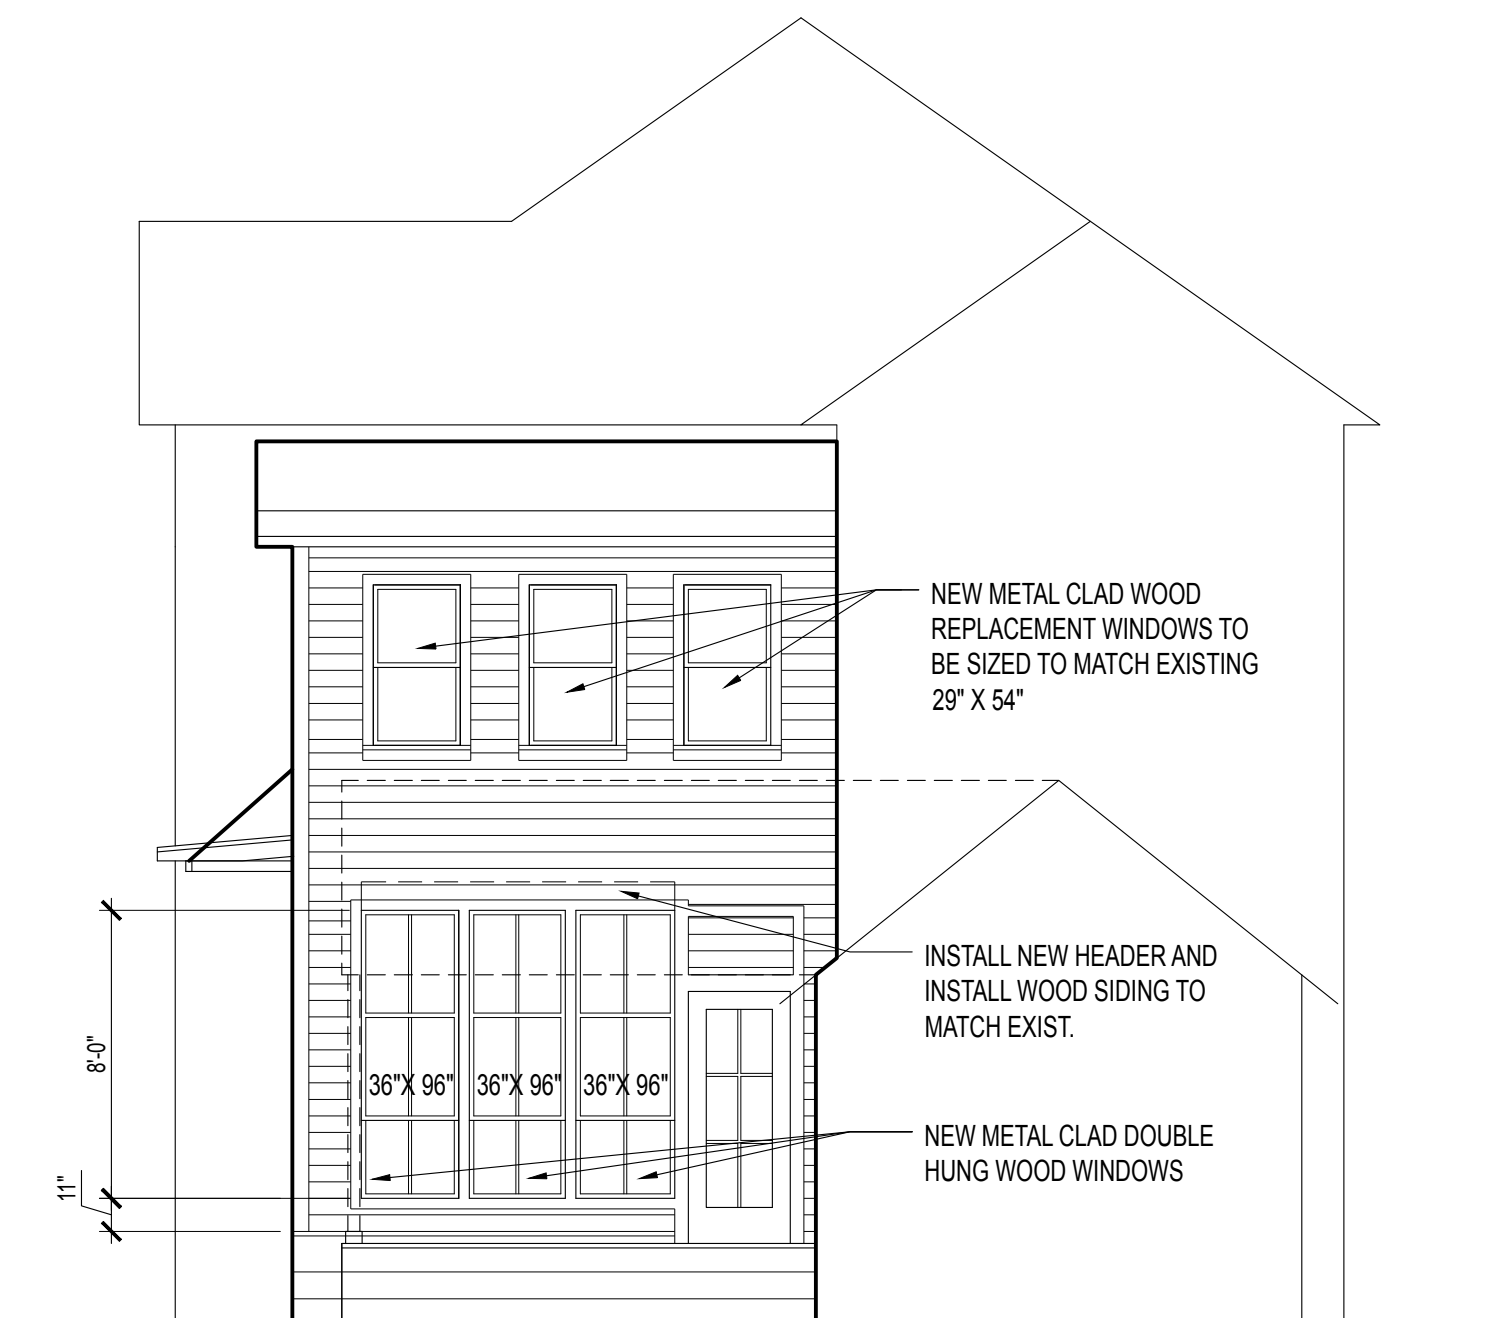 NEW METAL CLAD WOOD
REPLACEMENT WINDOWS TO
BE SIZED TO MATCH EXISTING
29" X 54"
INSTALL NEW HEADER AND
INSTALL WOOD SIDING TO
MATCH EXIST.
8'-0"
36"X 96" 36"X 96" 36"X 96"
NEW METAL CLAD DOUBLE
HUNG WOOD WINDOWS
11"